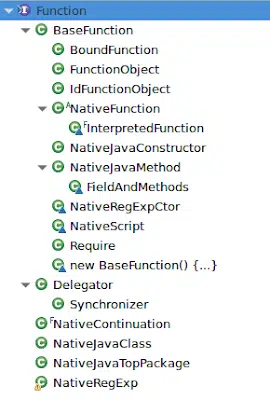 Function
BaseFunction
BoundFunction
FunctionObject
IdFunctionObject
NativeFunction
InterpretedFunction
NativeJavaConstructor
NativeJavaMethod
FieldAndMethods
NativeRegExpCtor
NativeScript
Require
new BaseFunction() {...}
Delegator
Synchronizer
NativeContinuation
NativeJavaClass
NativeJavaTopPackage
NativeRegExp